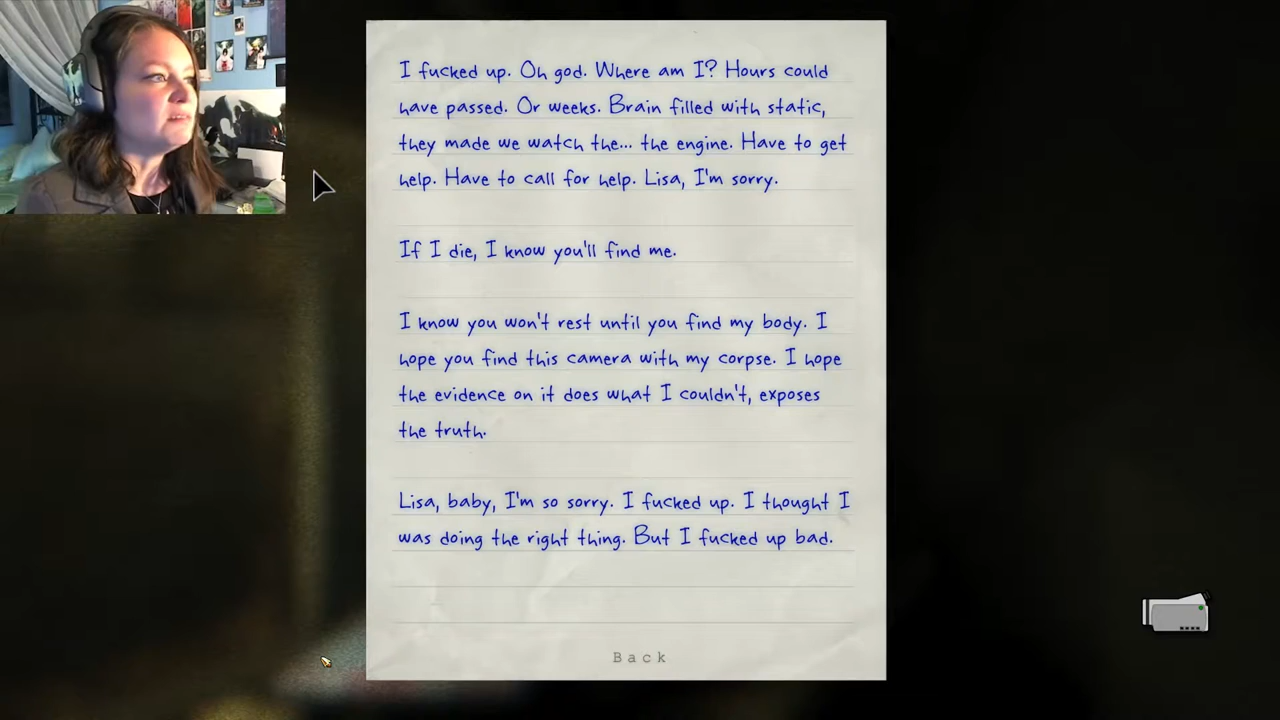 I fucked up. Oh god. Where am I? Hours could
have passed. Or weeks. Brain filled with static,
they made we watch the... the engine. Have to get
help. Have to call for help. Lisa, I'm sorry.
If I die, I know you'll find me.
I know you won't rest until you find my body. I
hope you find this camera with my corpse. I hope
the evidence on it does what I couldn't, exposes
the truth.
Lisa, baby, I'm so sorry. I fucked up. I thought I
was doing the right thing. But I fucked up bad.
Back